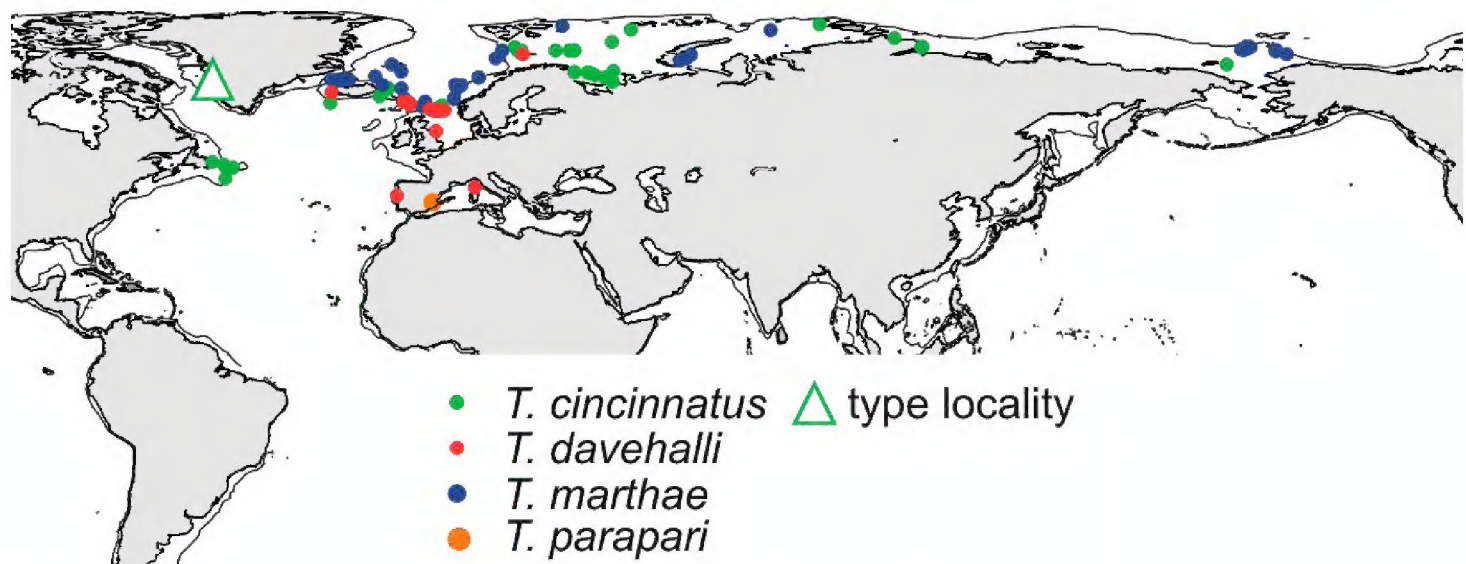 T. cincinnatus △ type locality
T. davehalli
T. marthae
T. parapari